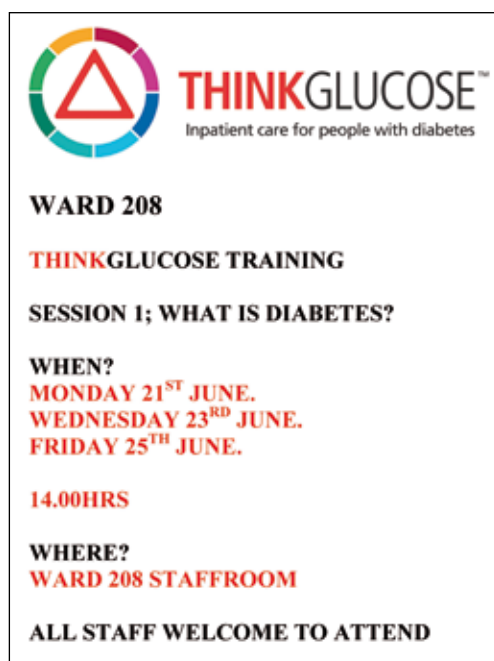 THINKGLUCOSE™
Inpatient care for people with diabetes
WARD 208
THINKGLUCOSE TRAINING
SESSION 1; WHAT IS DIABETES?
WHEN?
MONDAY 21ST JUNE.
WEDNESDAY 23RD JUNE.
FRIDAY 25TH JUNE.
14.00HRS
WHERE?
WARD 208 STAFFROOM
ALL STAFF WELCOME TO ATTEND